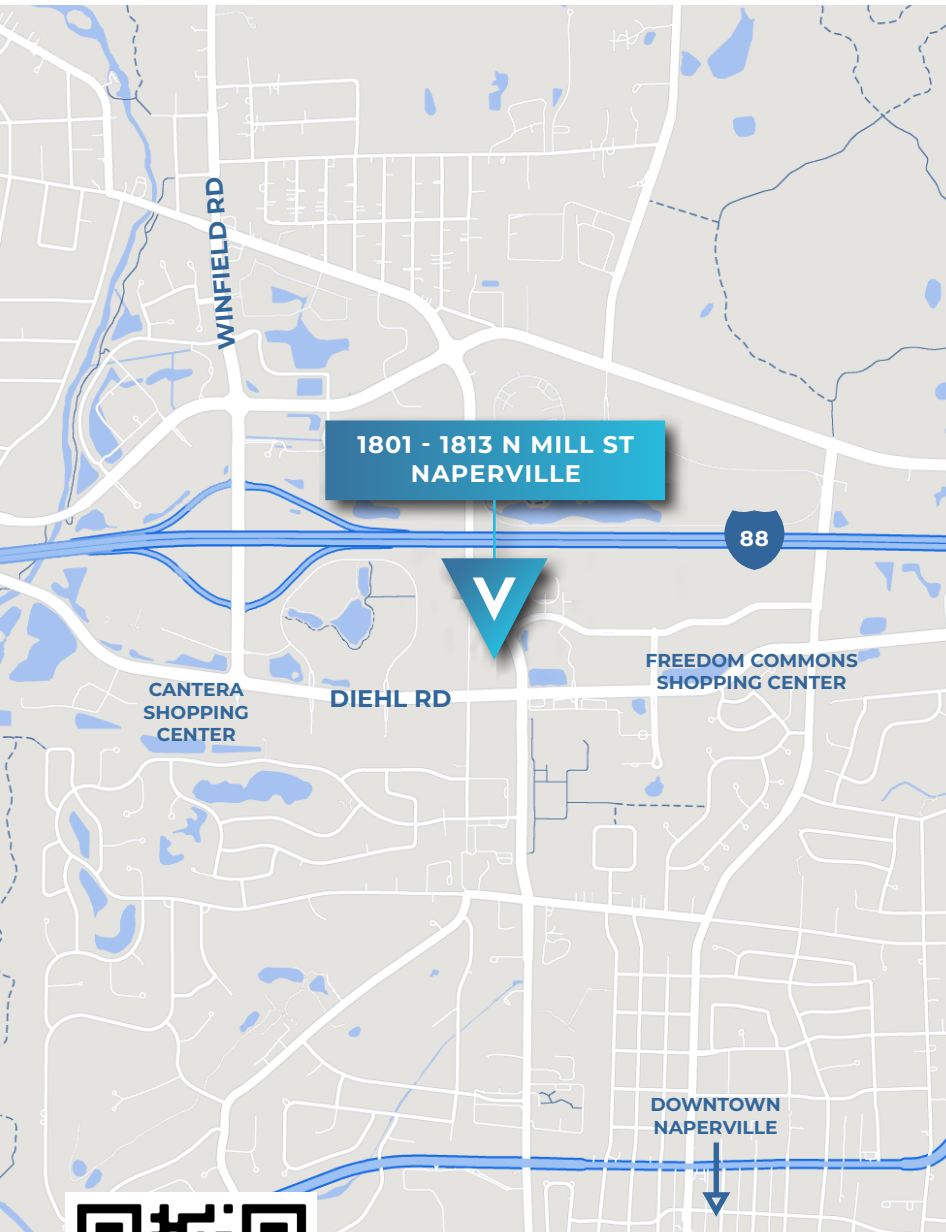 WINFIELD RD
1801 - 1813 N MILL ST
NAPERVILLE
88
V
FREEDOM COMMONS
SHOPPING CENTER
CANTERA
SHOPPING
CENTER
DIEHL RD
DOWNTOWN
NAPERVILLE